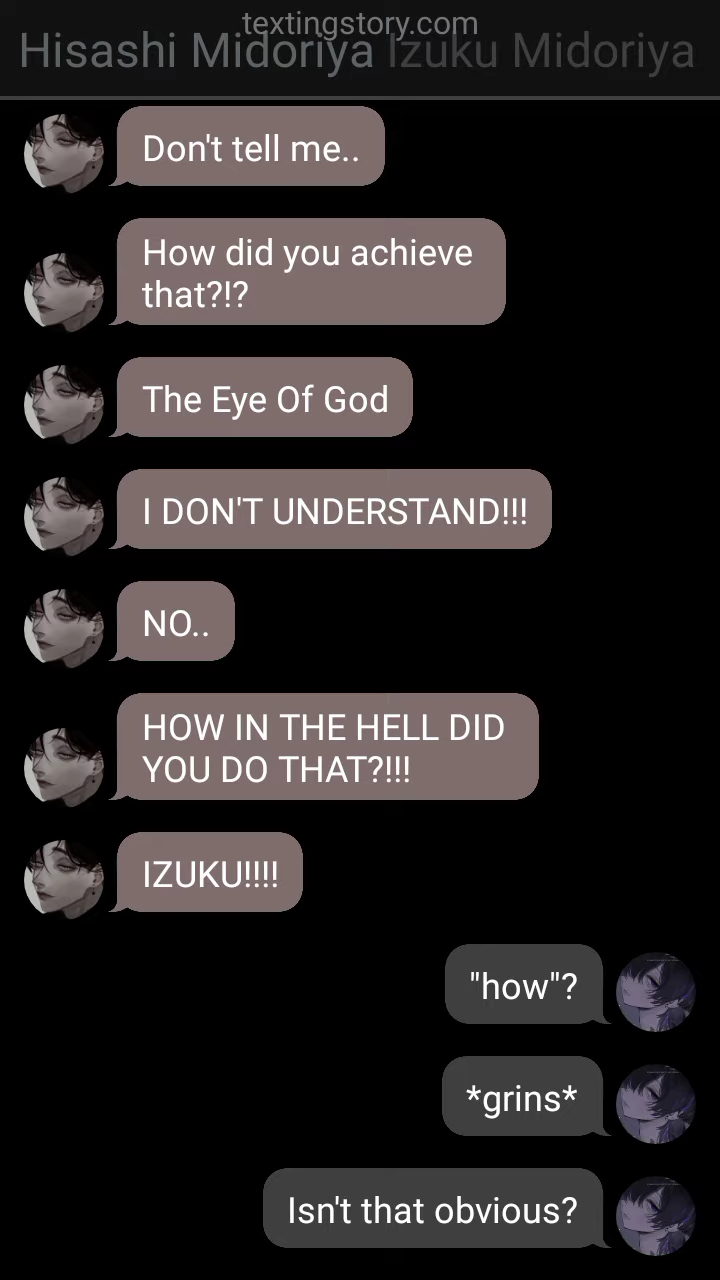 textingstory.com
Hisashi Midoriya Izuku Midoriya
Don't tell me..
How did you achieve
that?!?
The Eye Of God
I DON'T UNDERSTAND!!!
NO..
HOW IN THE HELL DID
YOU DO THAT?!!!
IZUKU!!!!
"how"?
*grins*
Isn't that obvious?